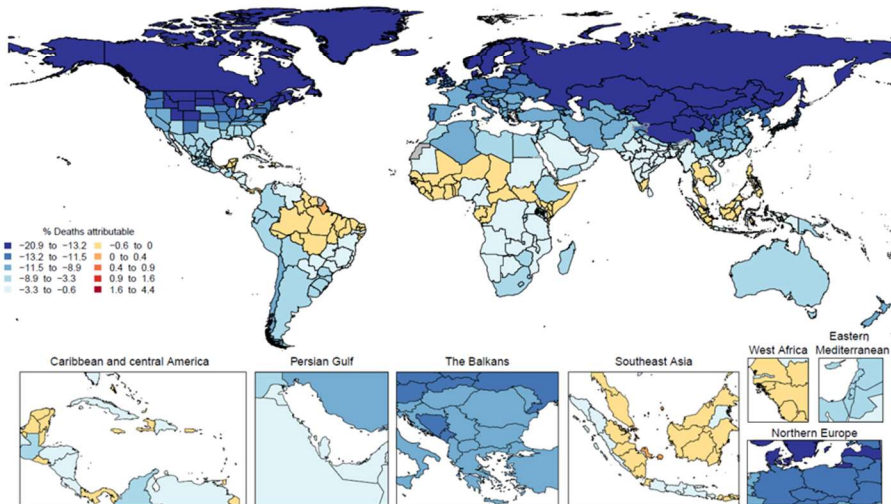 % Deaths attributable
−20.9 to −13.2
−13.2 to −11.5
−11.5 to −8.9
−8.9 to −3.3
−3.3 to −0.6
−0.6 to 0
0 to 0.4
0.4 to 0.9
0.9 to 1.6
1.6 to 4.4
Caribbean and central America
Persian Gulf
The Balkans
Southeast Asia
West Africa
Eastern
Mediterranean
Northern Europe